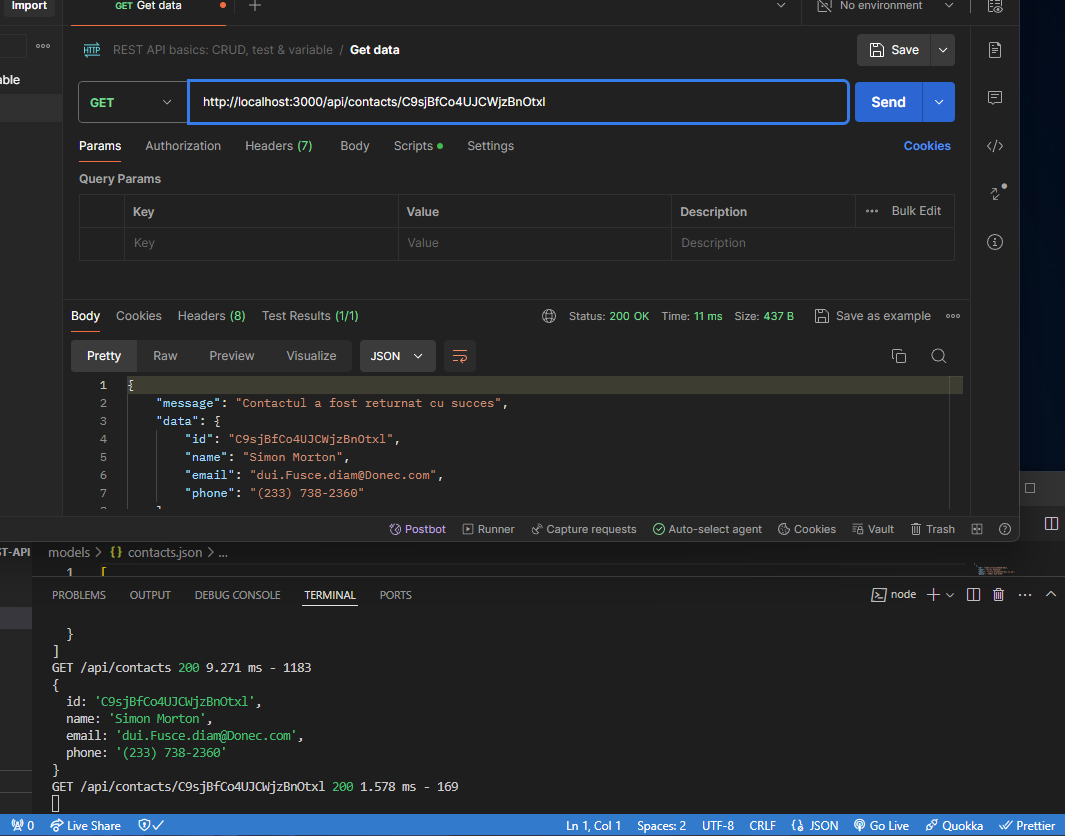 Import
GET Get data
No environment
REST API basics: CRUD, test & variable / Get data
Save
able
GET
http://localhost:3000/api/contacts/C9sjBfCo4UJCWjzBnOtxl
Send
Params Authorization Headers (7) Body Scripts Settings
Cookies
Query Params
Key Value Description Bulk Edit
Key Value Description
Body Cookies Headers (8) Test Results (1/1)
Status: 200 OK Time: 11 ms Size: 437 B Save as example
Pretty Raw Preview Visualize JSON
1 {
2 "message": "Contactul a fost returnat cu succes",
3 "data": {
4 "id": "C9sjBfCo4UJCWjzBnOtxl",
5 "name": "Simon Morton",
6 "email": "dui.Fusce.diam@Donec.com",
7 "phone": "(233) 738-2360"
Postbot Runner Capture requests Auto-select agent Cookies Vault Trash
ST-API
models > {} contacts.json > ...
1 [
PROBLEMS OUTPUT DEBUG CONSOLE TERMINAL PORTS
node
}
]
GET /api/contacts 200 9.271 ms - 1183
{
id: 'C9sjBfCo4UJCWjzBnOtxl',
name: 'Simon Morton',
email: 'dui.Fusce.diam@Donec.com',
phone: '(233) 738-2360'
}
GET /api/contacts/C9sjBfCo4UJCWjzBnOtxl 200 1.578 ms - 169
0 Live Share
Ln 1, Col 1 Spaces: 2 UTF-8 CRLF {} JSON Go Live Quokka Prettier